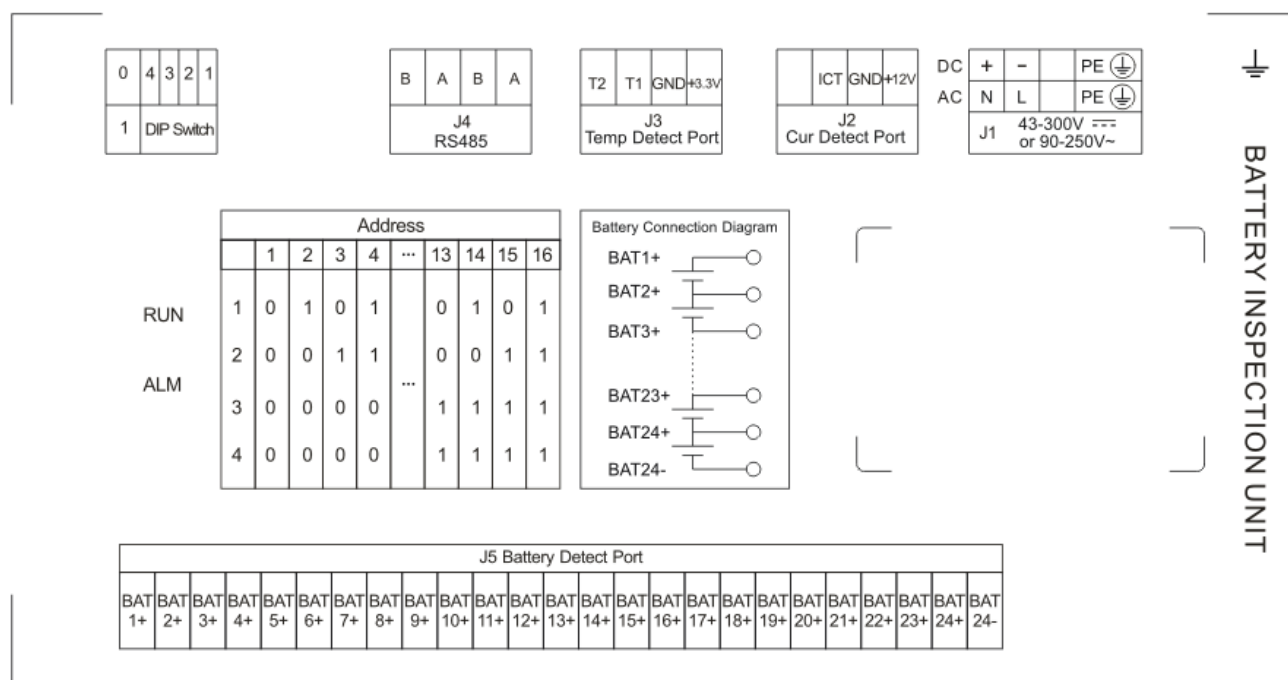 0 4 3 2 1
1 DIP Switch
B A B A
J4
RS485
T2 T1 GND +3.3V
J3
Temp Detect Port
ICT GND +12V
J2
Cur Detect Port
DC + - PE
AC N L PE
J1 43-300V
or 90-250V~
BATTERY INSPECTION UNIT
RUN
ALM
Address
1 2 3 4 ... 13 14 15 16
1 0 1 0 1 0 1 0 1
2 0 0 1 1 0 0 1 1
...
3 0 0 0 0 1 1 1 1
4 0 0 0 0 1 1 1 1
Battery Connection Diagram
BAT1+
BAT2+
BAT3+
BAT23+
BAT24+
BAT24-
J5 Battery Detect Port
BAT BAT BAT BAT BAT BAT BAT BAT BAT BAT BAT BAT BAT BAT BAT BAT BAT BAT BAT BAT BAT BAT BAT BAT BAT
1+ 2+ 3+ 4+ 5+ 6+ 7+ 8+ 9+ 10+ 11+ 12+ 13+ 14+ 15+ 16+ 17+ 18+ 19+ 20+ 21+ 22+ 23+ 24+ 24-